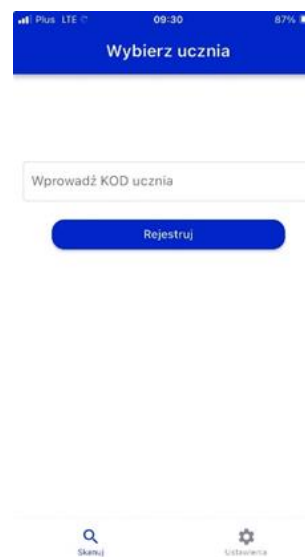 Plus LTE 09:30 87%
Wybierz ucznia
Wprowadź KOD ucznia
Rejestruj
Skanuj Ustawienia